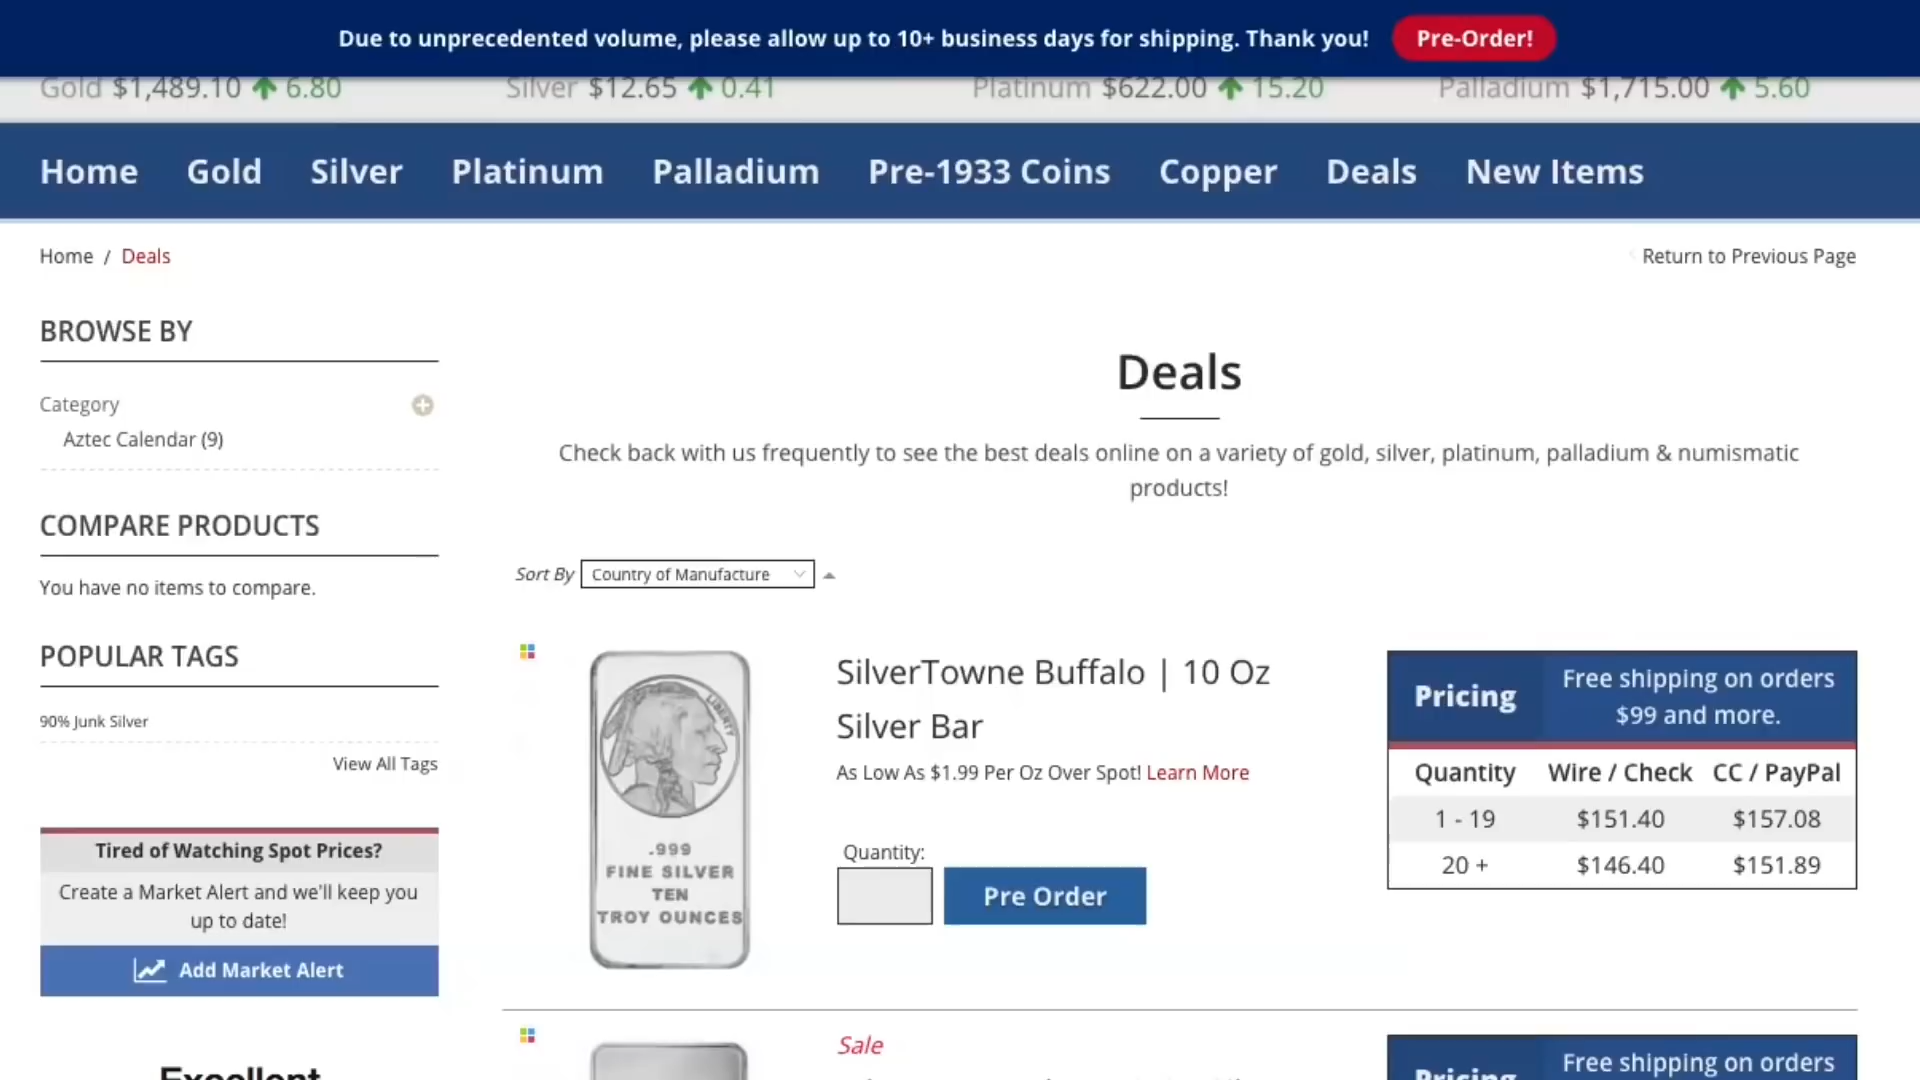 Due to unprecedented volume, please allow up to 10+ business days for shipping. Thank you! Pre-Order!
Gold $1,489.10 6.80 Silver $12.65 0.41 Platinum $622.00 15.20 Palladium $1,715.00 5.60
Home Gold Silver Platinum Palladium Pre-1933 Coins Copper Deals New Items
Home / Deals
Return to Previous Page
BROWSE BY
Category
Aztec Calendar (9)
COMPARE PRODUCTS
You have no items to compare.
POPULAR TAGS
90% Junk Silver
View All Tags
Tired of Watching Spot Prices?
Create a Market Alert and we'll keep you
up to date!
Add Market Alert
Excellent
Deals
Check back with us frequently to see the best deals online on a variety of gold, silver, platinum, palladium & numismatic
products!
Sort By Country of Manufacture
LIBERTY
.999
FINE SILVER
TEN
TROY OUNCES
SilverTowne Buffalo | 10 Oz
Silver Bar
As Low As $1.99 Per Oz Over Spot! Learn More
Quantity:
Pre Order
Pricing
Free shipping on orders
$99 and more.
Quantity Wire / Check CC / PayPal
1 - 19 $151.40 $157.08
20 + $146.40 $151.89
Sale
Pricing
Free shipping on orders